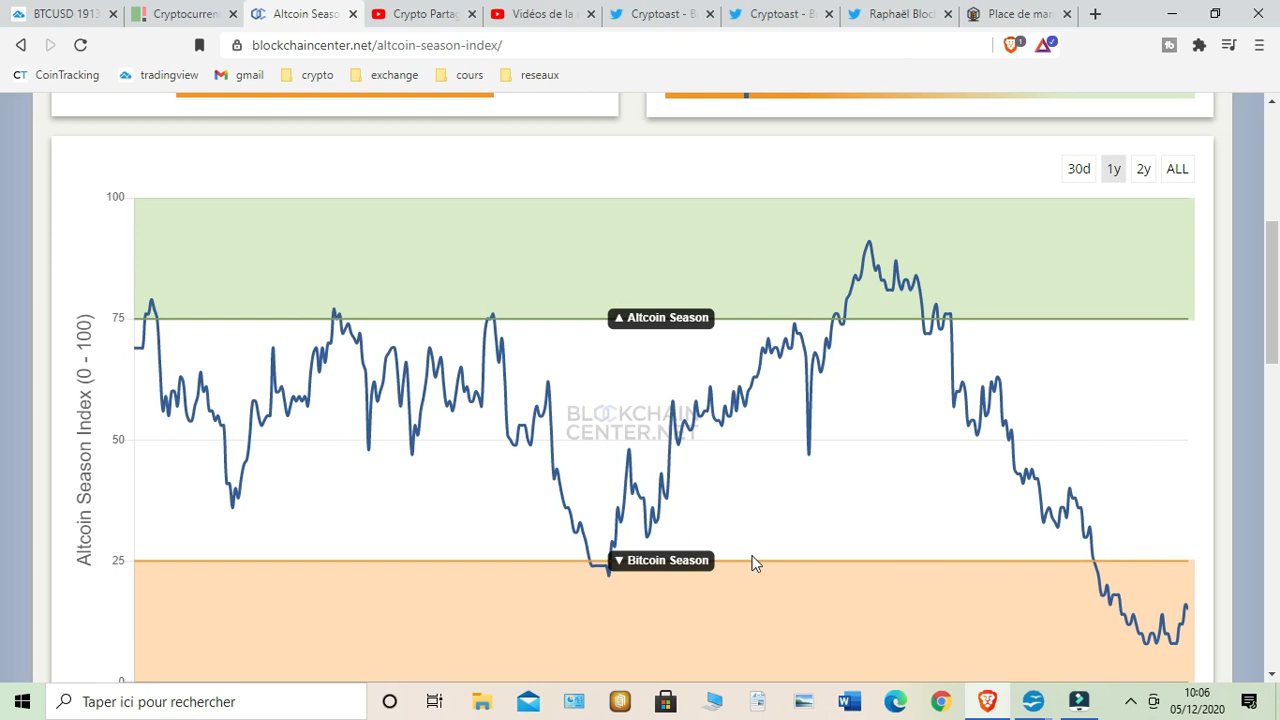 BTCUSD 1913
Cryptocurren
Altcoin Seaso
Crypto Parta
Vidéos de la
Cryptoast - B
Cryptoast - B
Raphaël Bloc
Place de mar
blockchaincenter.net/altcoin-season-index/
1
CT CoinTracking
tradingview
gmail
crypto
exchange
cours
reseaux
30d 1y 2y ALL
100
75
50
25
0
Altcoin Season Index (0 - 100)
▲ Altcoin Season
BLOCKCHAIN
CENTER.NET
▼ Bitcoin Season
Taper ici pour rechercher
10:06
05/12/2020